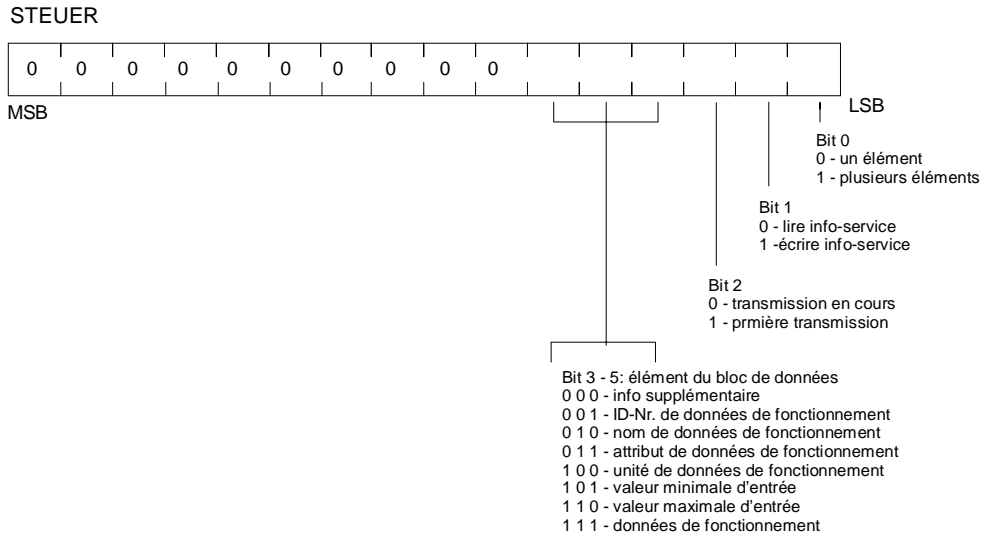 STEUER
0 0 0 0 0 0 0 0 0 0
MSB
LSB
Bit 0
0 - un élément
1 - plusieurs éléments
Bit 1
0 - lire info-service
1 -écrire info-service
Bit 2
0 - transmission en cours
1 - prmière transmission
Bit 3 - 5: élément du bloc de données
0 0 0 - info supplémentaire
0 0 1 - ID-Nr. de données de fonctionnement
0 1 0 - nom de données de fonctionnement
0 1 1 - attribut de données de fonctionnement
1 0 0 - unité de données de fonctionnement
1 0 1 - valeur minimale d'entrée
1 1 0 - valeur maximale d'entrée
1 1 1 - données de fonctionnement